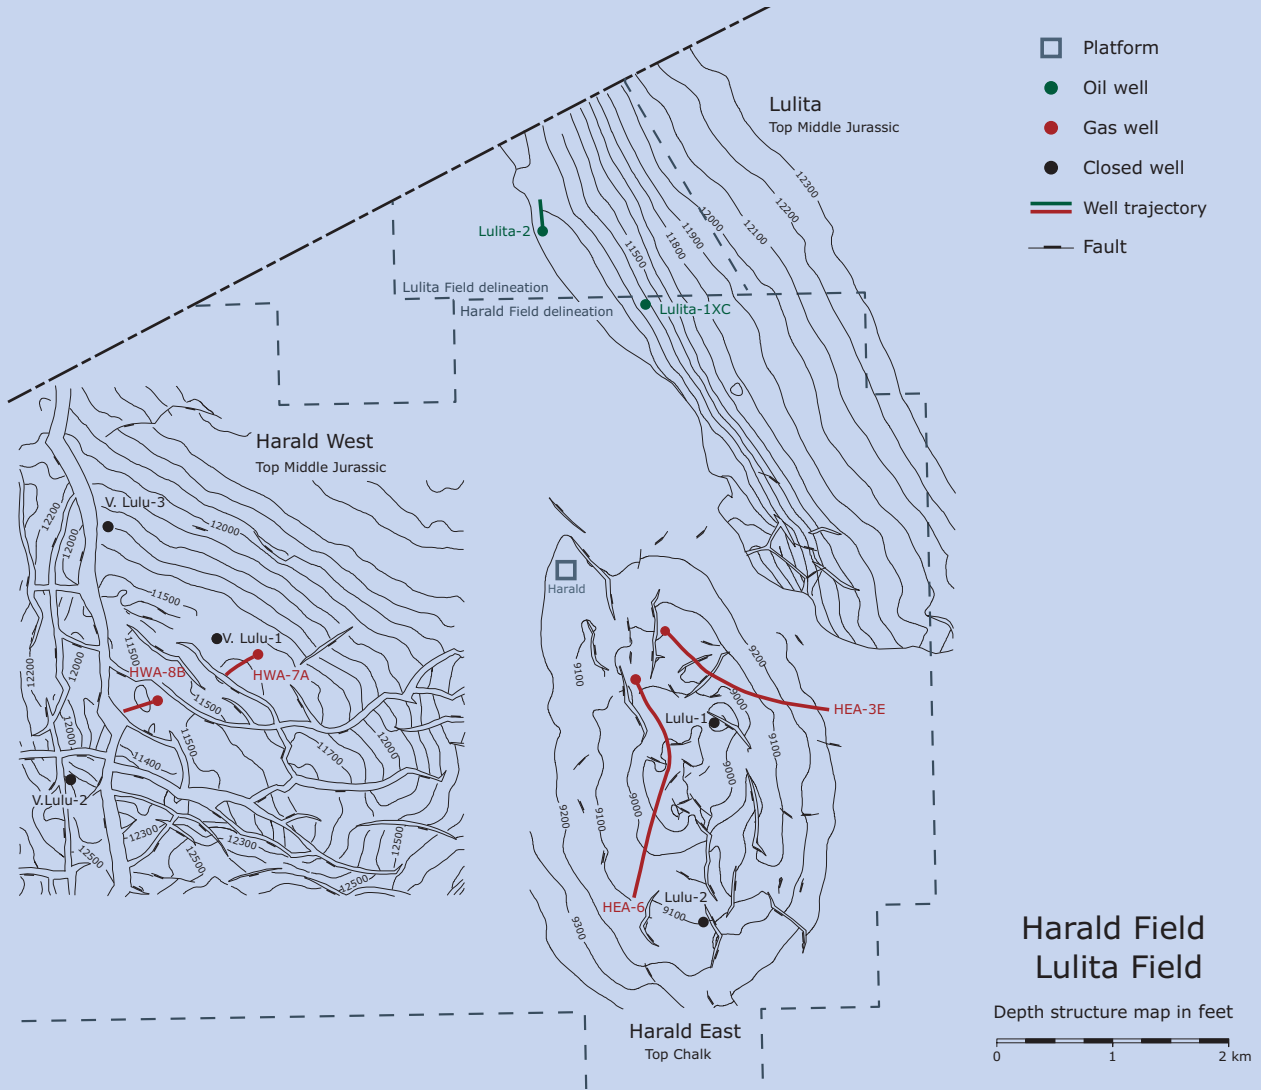 Platform
Oil well
Gas well
Closed well
Well trajectory
Fault
Lulita
Top Middle Jurassic
12300
12200
12100
12000
11900
11800
11500
Lulita-2
Lulita Field delineation
Harald Field delineation
Lulita-1XC
Harald West
Top Middle Jurassic
V. Lulu-3
12200
12000
12000
11500
V. Lulu-1
11500
HWA-8B
HWA-7A
12200
12000
11500
12000
11500
11400
11700
12000
V.Lulu-2
12300
12300
12500
12500
12500
12500
Harald
9100
9200
9000
HEA-3E
Lulu-1
9100
9000
9000
9200
9100
HEA-6
Lulu-2
9100
9300
Harald East
Top Chalk
Harald Field
Lulita Field
Depth structure map in feet
0 1 2 km